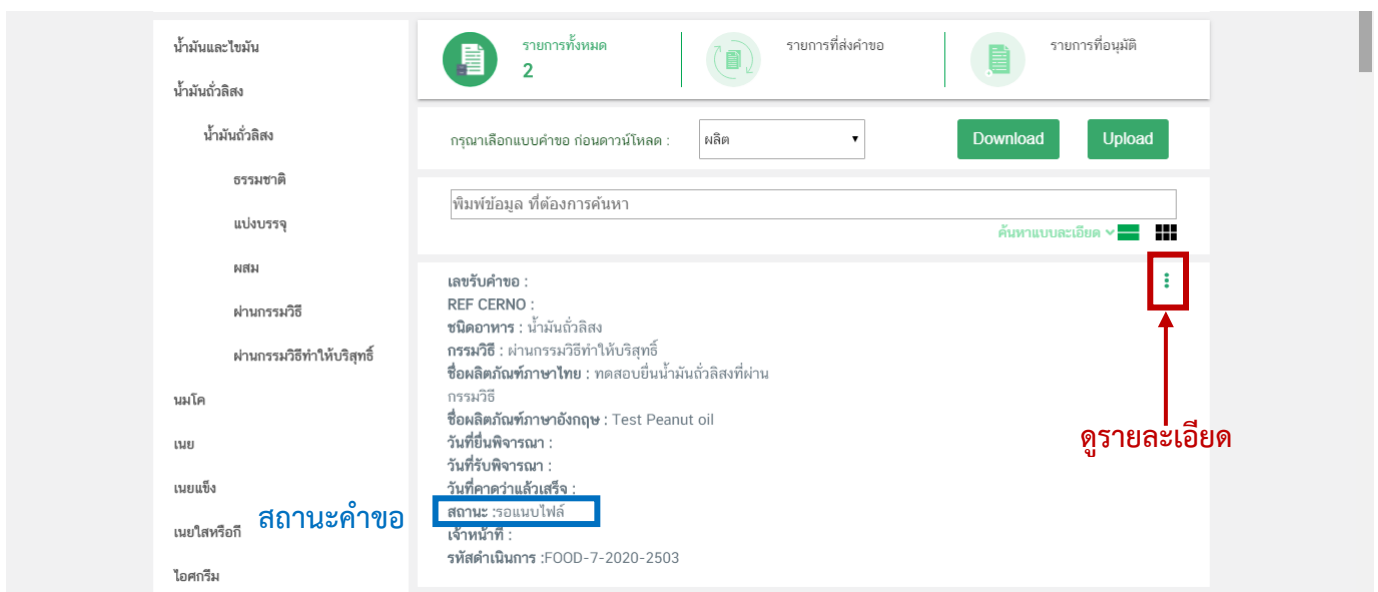 น้ำมันและไขมัน
น้ำมันถั่วลิสง
น้ำมันถั่วลิสง
ธรรมชาติ
แบ่งบรรจุ
ผสม
ผ่านกรรมวิธี
ผ่านกรรมวิธีทำให้บริสุทธิ์
นมโค
เนย
เนยแข็ง
เนยใสหรือกี
ไอศกรีม
รายการทั้งหมด
2
รายการที่ส่งคำขอ
รายการที่อนุมัติ
กรุณาเลือกแบบคำขอ ก่อนดาวน์โหลด :
ผลิต
Download
Upload
พิมพ์ข้อมูล ที่ต้องการค้นหา
ค้นหาแบบละเอียด
เลขรับคำขอ :
REF CERNO :
ชนิดอาหาร : น้ำมันถั่วลิสง
กรรมวิธี : ผ่านกรรมวิธีทำให้บริสุทธิ์
ชื่อผลิตภัณฑ์ภาษาไทย : ทดสอบยื่นน้ำมันถั่วลิสงที่ผ่าน
กรรมวิธี
ชื่อผลิตภัณฑ์ภาษาอังกฤษ : Test Peanut oil
วันที่ยื่นพิจารณา :
วันที่รับพิจารณา :
วันที่คาดว่าแล้วเสร็จ :
สถานะ :รอแนบไฟล์
เจ้าหน้าที่ :
รหัสดำเนินการ :FOOD-7-2020-2503
สถานะคำขอ
ดูรายละเอียด